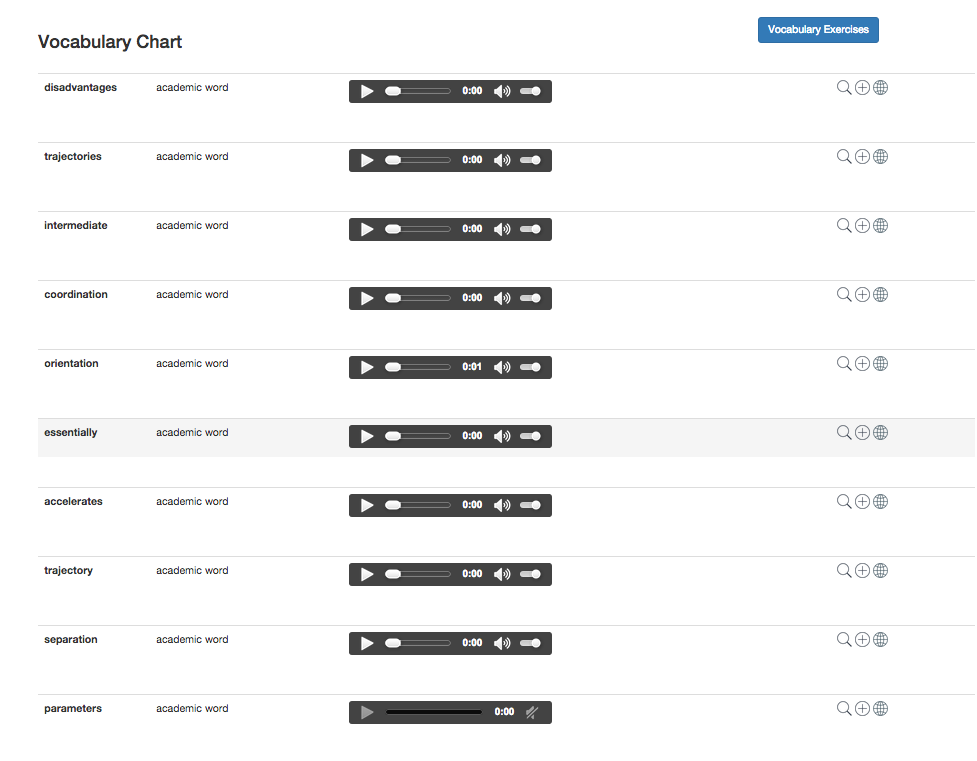 Vocabulary Exercises
Vocabulary Chart
disadvantages academic word 0:00
trajectories academic word 0:00
intermediate academic word 0:00
coordination academic word 0:00
orientation academic word 0:01
essentially academic word 0:00
accelerates academic word 0:00
trajectory academic word 0:00
separation academic word 0:00
parameters academic word 0:00